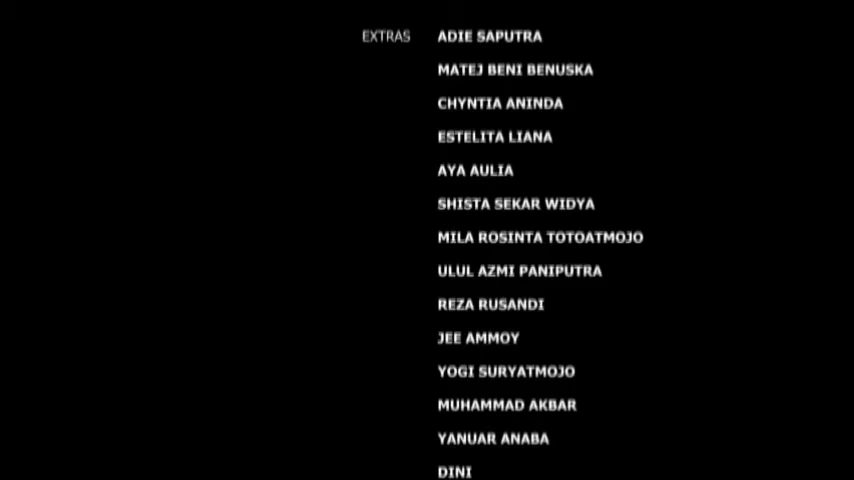 EXTRAS ADIE SAPUTRA
MATEJ BENI BENUSKA
CHYNTIA ANINDA
ESTELITA LIANA
AYA AULIA
SHISTA SEKAR WIDYA
MILA ROSINTA TOTOATMOJO
ULUL AZMI PANIPUTRA
REZA RUSANDI
JEE AMMOY
YOGI SURYATMOJO
MUHAMMAD AKBAR
YANUAR ANABA
DINI